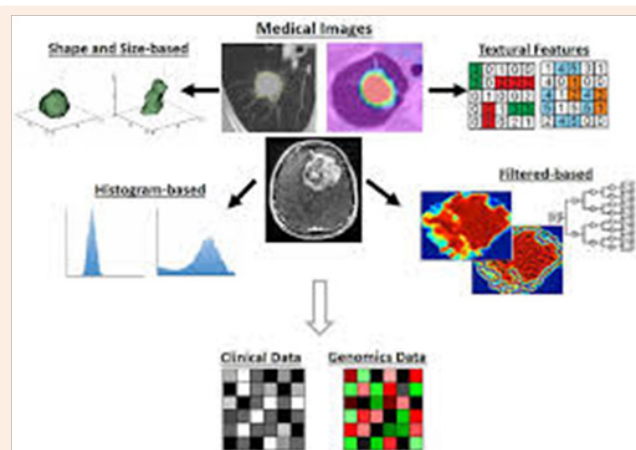 Medical Images
Shape and Size-based
Textural Features
Histogram-based
Filtered-based
Clinical Data
Genomics Data